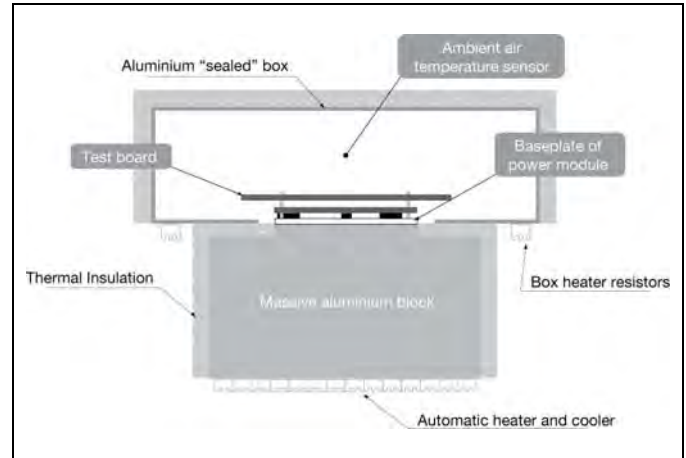 Ambient air
temperature sensor
Aluminium “sealed” box
Test board
Baseplate of
power module
Thermal Insulation
Box heater resistors
Massive aluminium block
Automatic heater and cooler